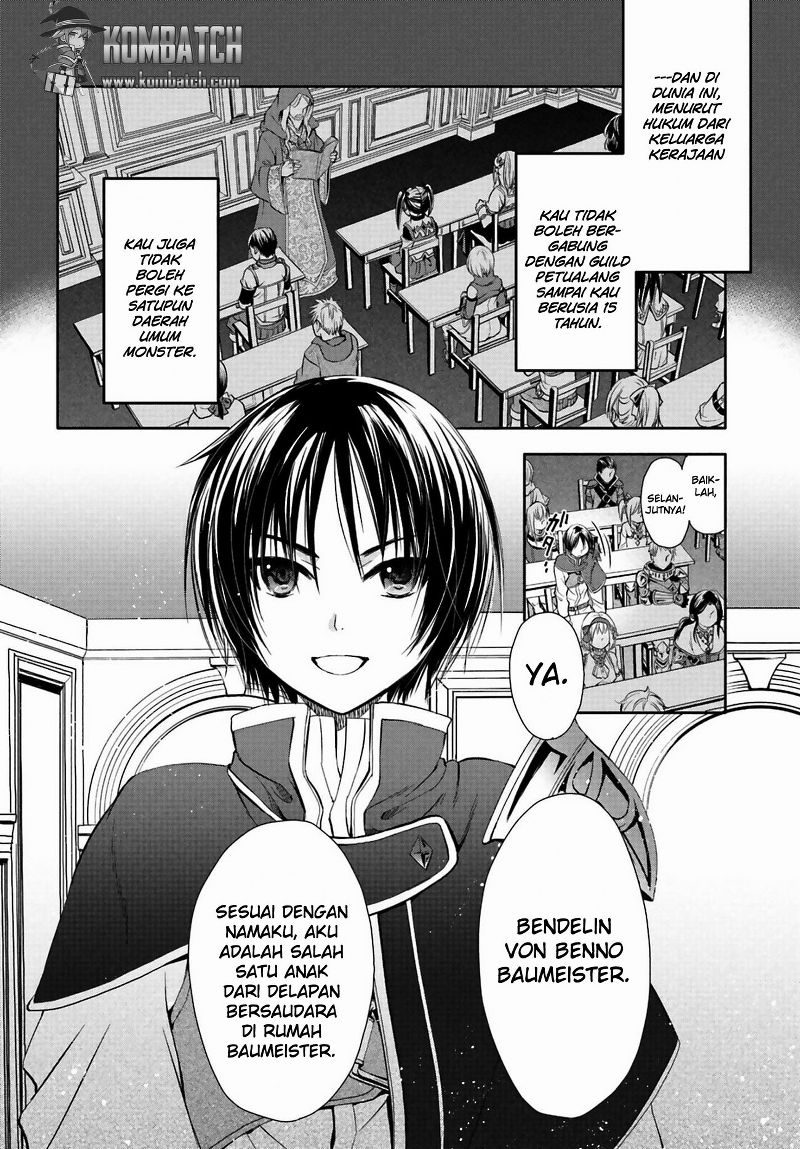 KOMBATCH
www.kombatch.com
---DAN DI
DUNIA INI,
MENURUT
HUKUM DARI
KELUARGA
KERAJAAN
KAU TIDAK
BOLEH BER-
GABUNG
DENGAN GUILD
PETUALANG
SAMPAI KAU
BERUSIA 15
TAHUN.
KAU JUGA
TIDAK
BOLEH
PERGI KE
SATUPUN
DAERAH
UMUM
MONSTER.
BAIK-
LAH,
SELAN-
JUTNYA!
ガタッ
YA.
BENDELIN
VON BENNO
BAUMEISTER.
SESUAI DENGAN
NAMAKU, AKU
ADALAH SALAH
SATU ANAK
DARI DELAPAN
BERSAUDARA
DI RUMAH
BAUMEISTER.